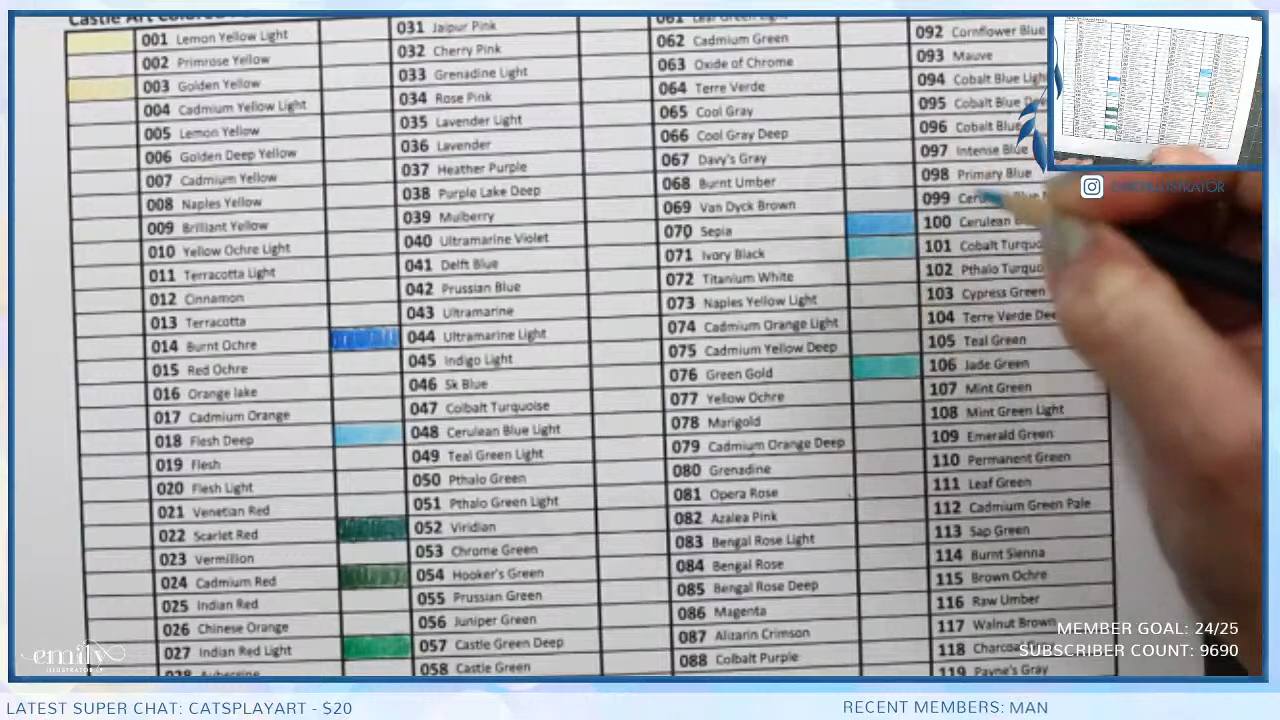 Castle Art Colored
001 Lemon Yellow Light
002 Primrose Yellow
003 Golden Yellow
004 Cadmium Yellow Light
005 Lemon Yellow
006 Golden Deep Yellow
007 Cadmium Yellow
008 Naples Yellow
009 Brilliant Yellow
010 Yellow Ochre Light
011 Terracotta Light
012 Cinnamon
013 Terracotta
014 Burnt Ochre
015 Red Ochre
016 Orange lake
017 Cadmium Orange
018 Flesh Deep
019 Flesh
020 Flesh Light
021 Venetian Red
022 Scarlet Red
023 Vermillion
024 Cadmium Red
025 Indian Red
026 Chinese Orange
027 Indian Red Light
028 Aubergine
031 Jaipur Pink
032 Cherry Pink
033 Grenadine Light
034 Rose Pink
035 Lavender Light
036 Lavender
037 Heather Purple
038 Purple Lake Deep
039 Mulberry
040 Ultramarine Violet
041 Delft Blue
042 Prussian Blue
043 Ultramarine
044 Ultramarine Light
045 Indigo Light
046 Sk Blue
047 Colbalt Turquoise
048 Cerulean Blue Light
049 Teal Green Light
050 Pthalo Green
051 Pthalo Green Light
052 Viridian
053 Chrome Green
054 Hooker's Green
055 Prussian Green
056 Juniper Green
057 Castle Green Deep
058 Castle Green
061 Leaf Green Light
062 Cadmium Green
063 Oxide of Chrome
064 Terre Verde
065 Cool Gray
066 Cool Gray Deep
067 Davy's Gray
068 Burnt Umber
069 Van Dyck Brown
070 Sepia
071 Ivory Black
072 Titanium White
073 Naples Yellow Light
074 Cadmium Orange Light
075 Cadmium Yellow Deep
076 Green Gold
077 Yellow Ochre
078 Marigold
079 Cadmium Orange Deep
080 Grenadine
081 Opera Rose
082 Azalea Pink
083 Bengal Rose Light
084 Bengal Rose
085 Bengal Rose Deep
086 Magenta
087 Alizarin Crimson
088 Colbalt Purple
092 Cornflower Blue
093 Mauve
094 Cobalt Blue Light
095 Cobalt Blue
096 Cobalt Blue
097 Intense Blue
098 Primary Blue
099
100 Cerulean
101 Cobalt
102 Pthalo
103 Cypress Green
104 Terre Verde
105 Teal Green
106 Jade Green
107 Mint Green
108 Mint Green Light
109 Emerald Green
110 Permanent Green
111 Leaf Green
112 Cadmium Green Pale
113 Sap Green
114 Burnt Sienna
115 Brown Ochre
116 Raw Umber
117 Walnut Brown
118
119 Payne's Gray
emily
ILLUSTRATOR
MEMBER GOAL: 24/25
SUBSCRIBER COUNT: 9690
LATEST SUPER CHAT: CATSPLAYART - $20
RECENT MEMBERS: MAN